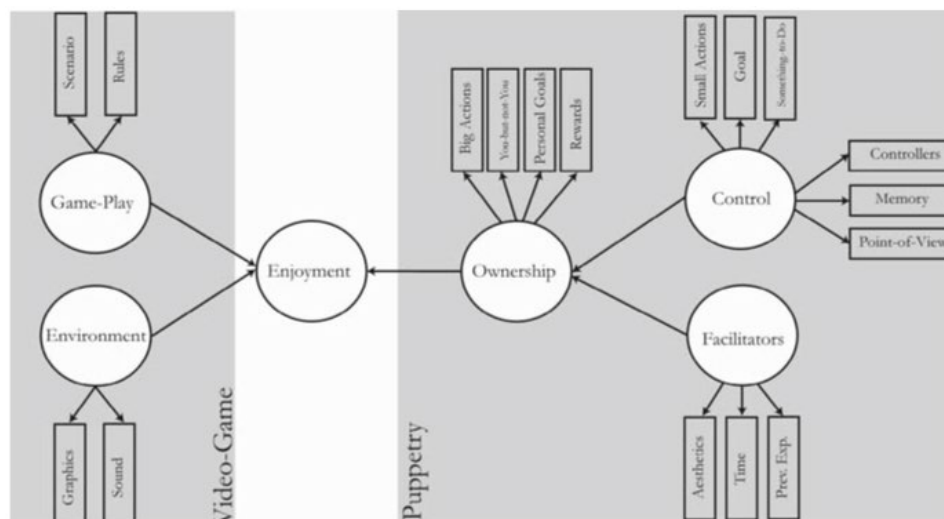 Scenario
Rules
Game-Play
Environment
Graphics
Sound
Video-Game
Enjoyment
Puppetry
Big Actions
You-but-not-You
Personal Goals
Rewards
Ownership
Small Actions
Goal
Something-to-Do
Control
Controllers
Memory
Point-of-View
Facilitators
Aesthetics
Time
Prev. Exp.